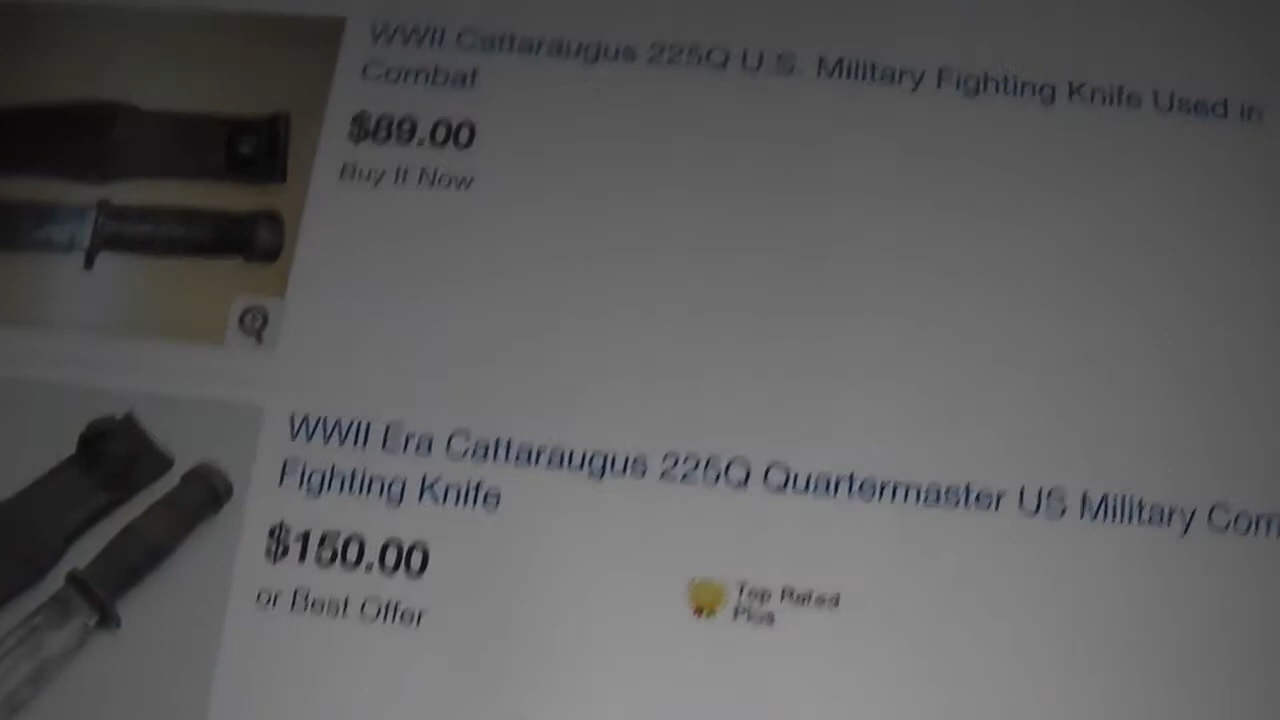 WWII Cattaraugus 225Q U.S. Military Fighting Knife Used in
Combat
$89.00
Buy It Now
WWII Era Cattaraugus 225Q Quartermaster US Military Com
Fighting Knife
$150.00
or Best Offer
Top Rated
Plus